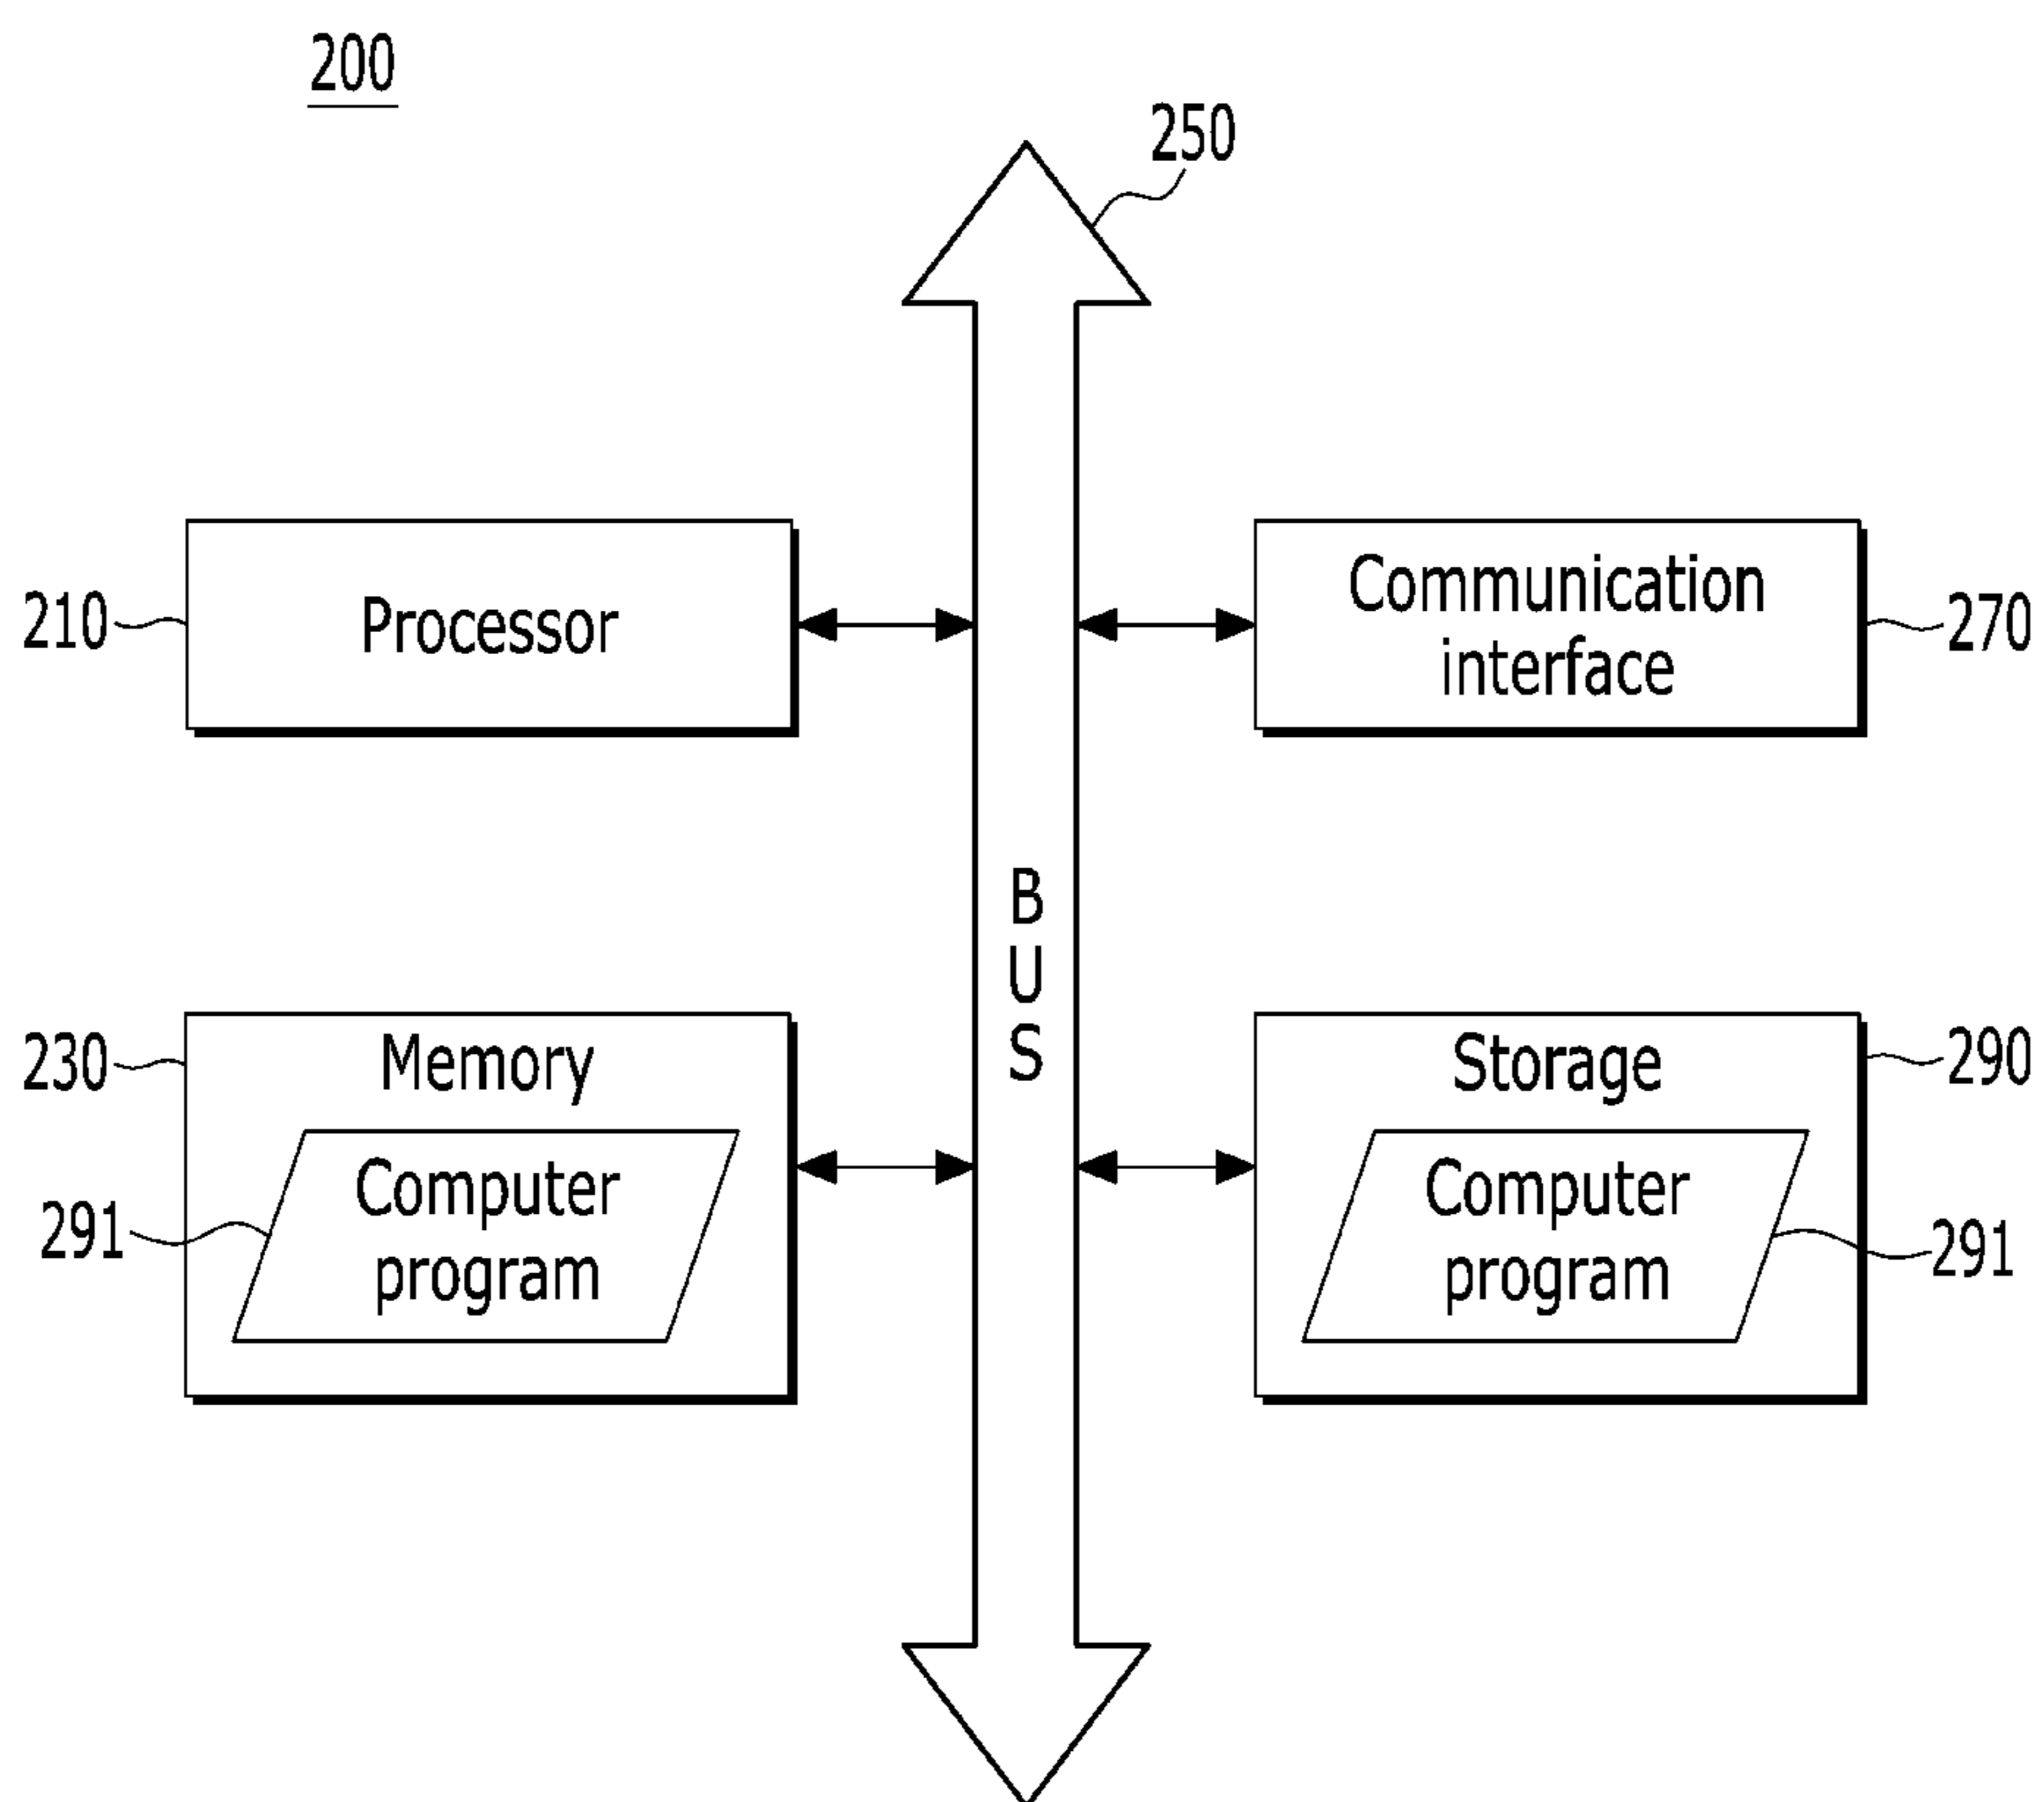 200
250
210
Processor
Communication
interface
270
B
U
S
230
Memory
Computer
program
291
Storage
290
Computer
program
291